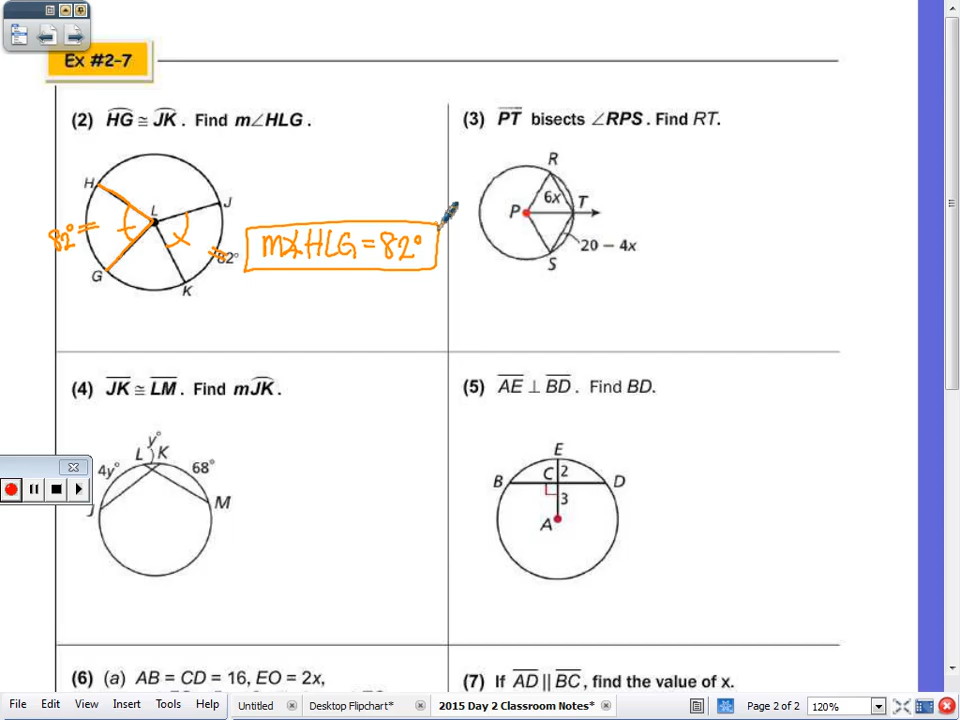 Ex #2-7
(2) HG ≅ JK . Find m∠HLG .
H
L
J
G
K
82° =
82°
m∠HLG = 82°
(3) PT bisects ∠RPS . Find RT.
R
6x
T
P
20 − 4x
S
(4) JK ≅ LM . Find mJK .
y°
L K
4y°
68°
J
M
(5) AE ⊥ BD . Find BD.
E
C 2
B
D
3
A
(6) (a) AB = CD = 16, EO = 2x,
(7) If AD || BC, find the value of x.
File Edit View Insert Tools Help
Untitled
Desktop Flipchart*
2015 Day 2 Classroom Notes*
Page 2 of 2
120%